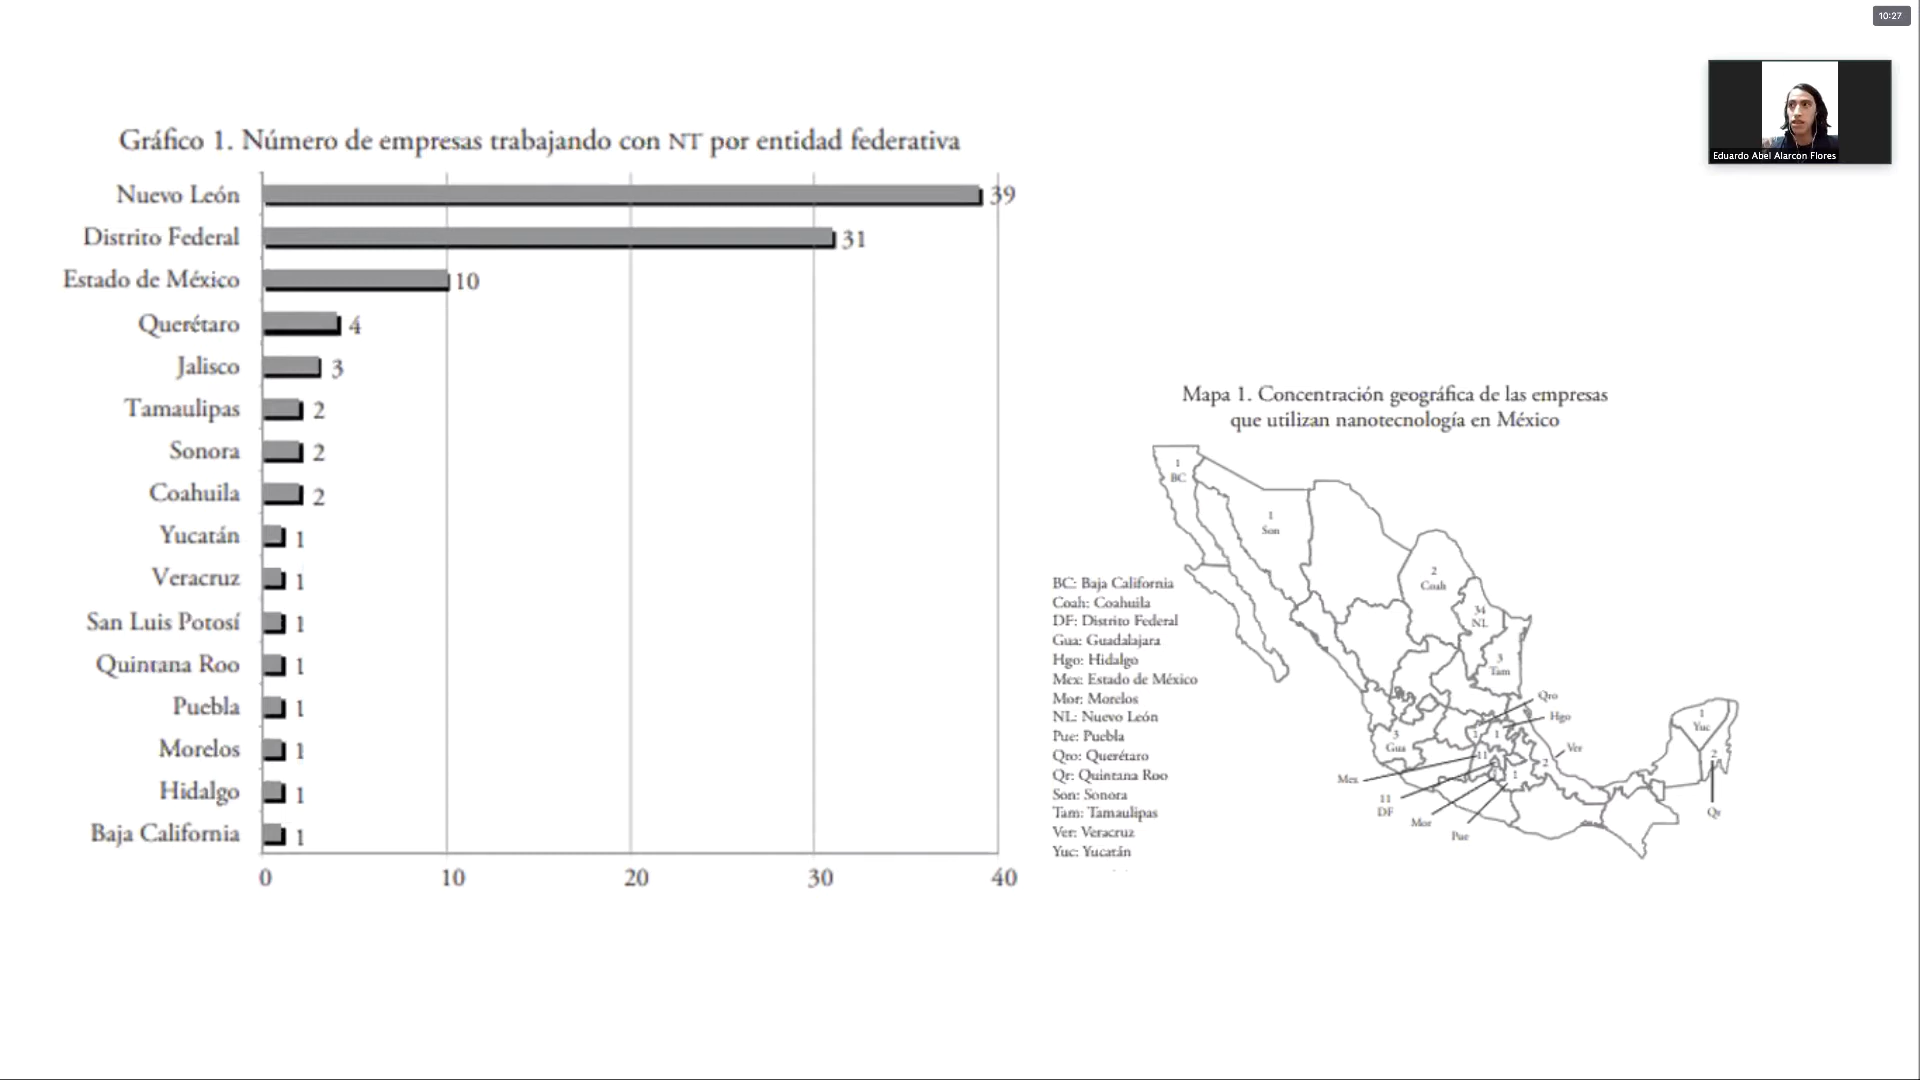 10:27
Eduardo Abel Alarcon Flores
Gráfico 1. Número de empresas trabajando con NT por entidad federativa
Nuevo León 39
Distrito Federal 31
Estado de México 10
Querétaro 4
Jalisco 3
Tamaulipas 2
Sonora 2
Coahuila 2
Yucatán 1
Veracruz 1
San Luis Potosí 1
Quintana Roo 1
Puebla 1
Morelos 1
Hidalgo 1
Baja California 1
0 10 20 30 40
Mapa 1. Concentración geográfica de las empresas
que utilizan nanotecnología en México
BC: Baja California
Coah: Coahuila
DF: Distrito Federal
Gua: Guadalajara
Hgo: Hidalgo
Mex: Estado de México
Mor: Morelos
NL: Nuevo León
Pue: Puebla
Qro: Querétaro
Qr: Quintana Roo
Son: Sonora
Tam: Tamaulipas
Ver: Veracruz
Yuc: Yucatán
1
BC
1
Son
2
Coah
34
NL
3
Tam
Qro
Hgo
1
Yuc
3
Gua
1
Ver
11
2
2
1
Mex
11
DF
Mor
Pue
Qr